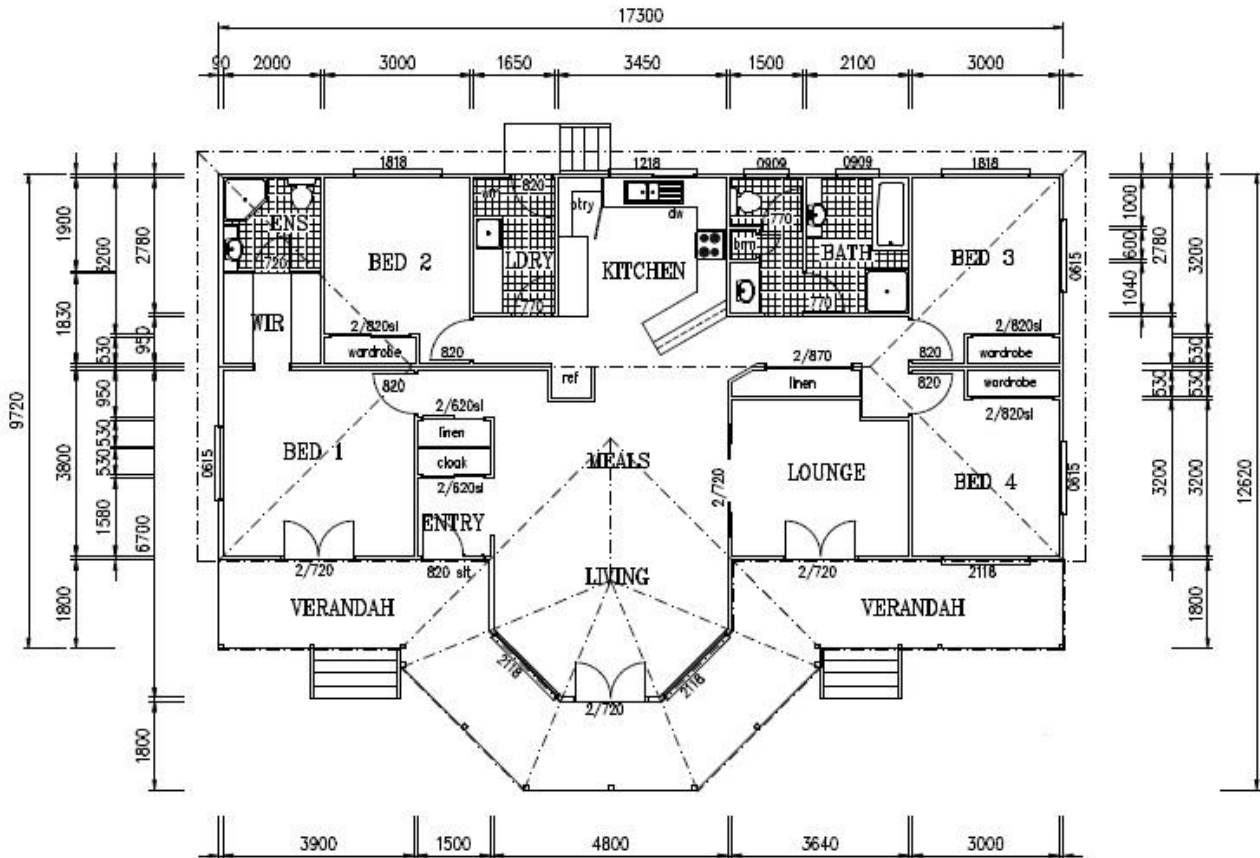 17300
90 2000 3000 1650 3450 1500 2100 3000
1818 1218 0909 0909 1818
820
ptry
dw
770
ENS
720
BED 2
LDRY
770
KITCHEN
brm
BATH
770
BED 3
0615
WIR
2/820sl
wardrobe
820
2/870
linen
820
2/820sl
wardrobe
820
ref
820
wardrobe
2/820sl
2/620sl
linen
cloak
2/620sl
BED 1
0615
ENTRY
MEALS
2/720
LOUNGE
BED 4
0615
2/720
820 slt
LIVING
2/720
2118
VERANDAH
VERANDAH
2118
2118
2/720
9720
1900
1830
3800
1800
5200
530
950
530
530
1580
2780
950
6700
1800
1000
600
1040
2780
3200
530
530
530
530
3200
3200
1800
12620
3900 1500 4800 3640 3000